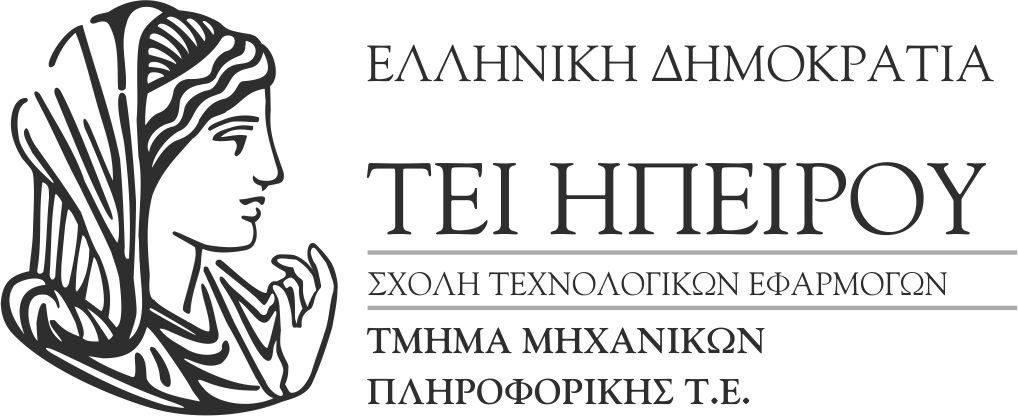 ΕΛΛΗΝΙΚΗ ΔΗΜΟΚΡΑΤΙΑ
ΤΕΙ ΗΠΕΙΡΟΥ
ΣΧΟΛΗ ΤΕΧΝΟΛΟΓΙΚΩΝ ΕΦΑΡΜΟΓΩΝ
ΤΜΗΜΑ ΜΗΧΑΝΙΚΩΝ
ΠΛΗΡΟΦΟΡΙΚΗΣ Τ.Ε.